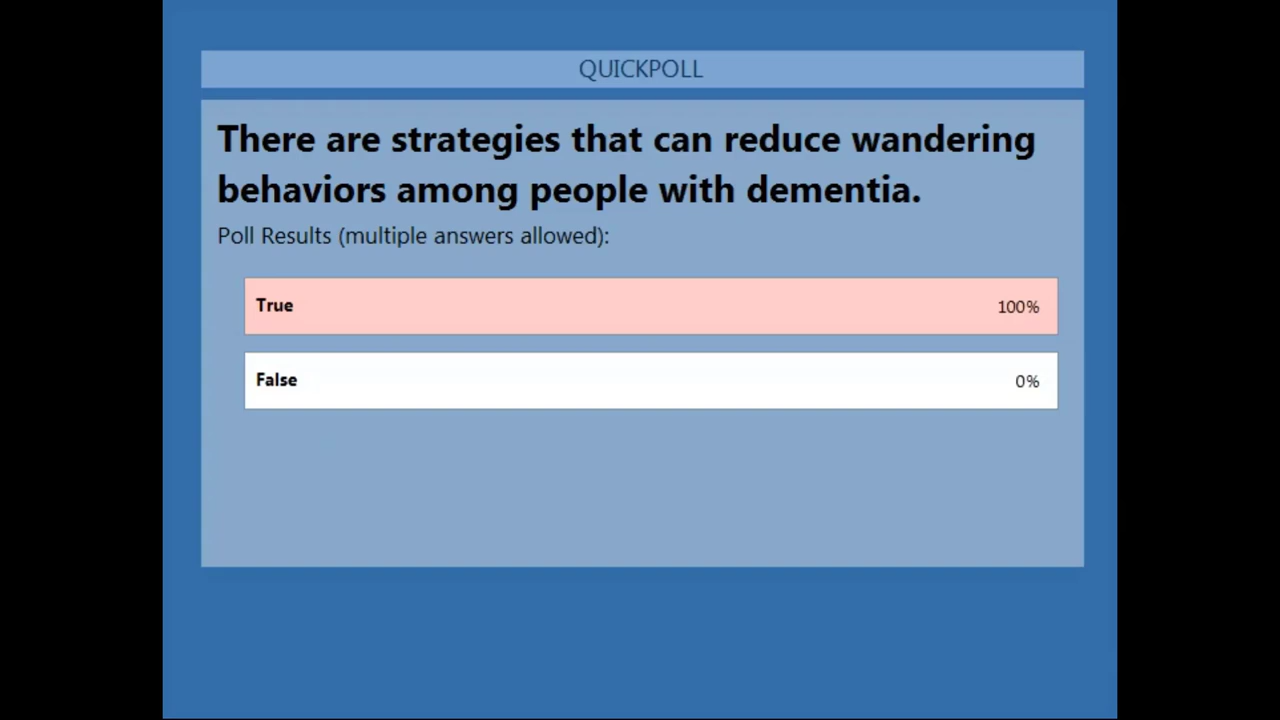 QUICKPOLL
There are strategies that can reduce wandering
behaviors among people with dementia.
Poll Results (multiple answers allowed):
True 100%
False 0%